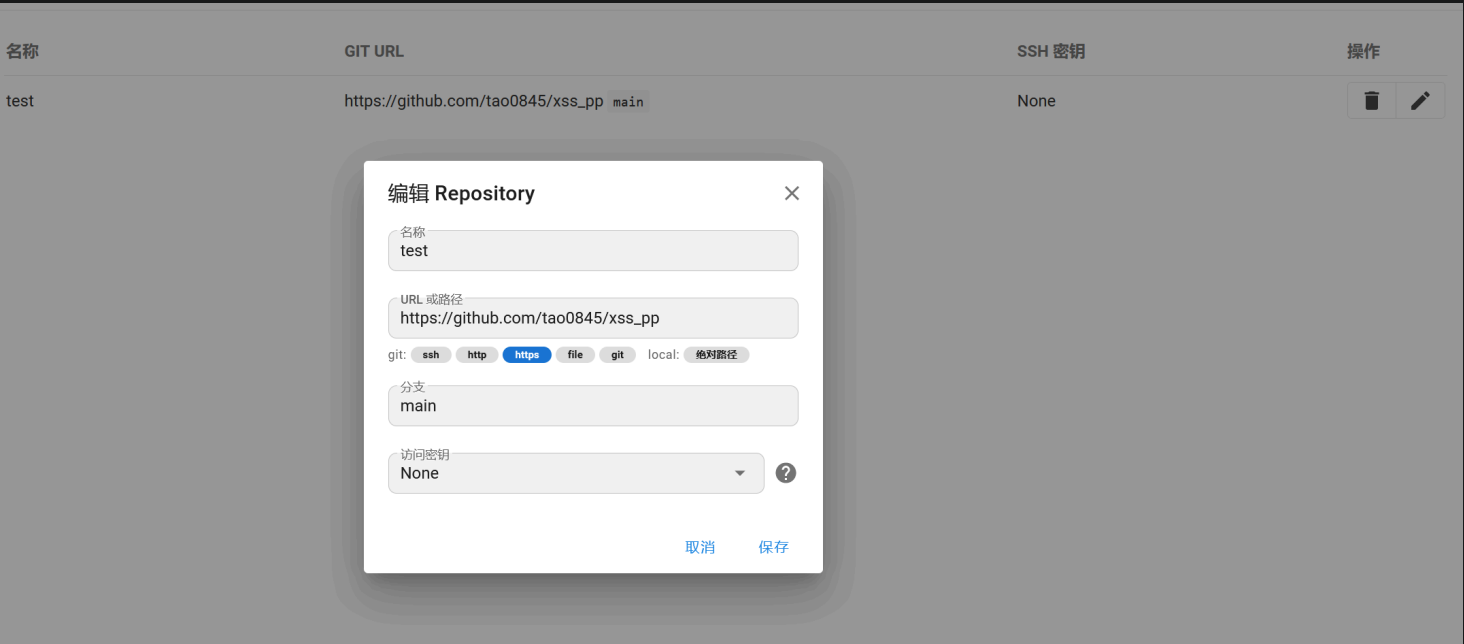 名称 GIT URL SSH 密钥 操作
test https://github.com/tao0845/xss_pp main None
编辑 Repository
名称
test
URL 或路径
https://github.com/tao0845/xss_pp
git: ssh http https file git local: 绝对路径
分支
main
访问密钥
None
取消 保存